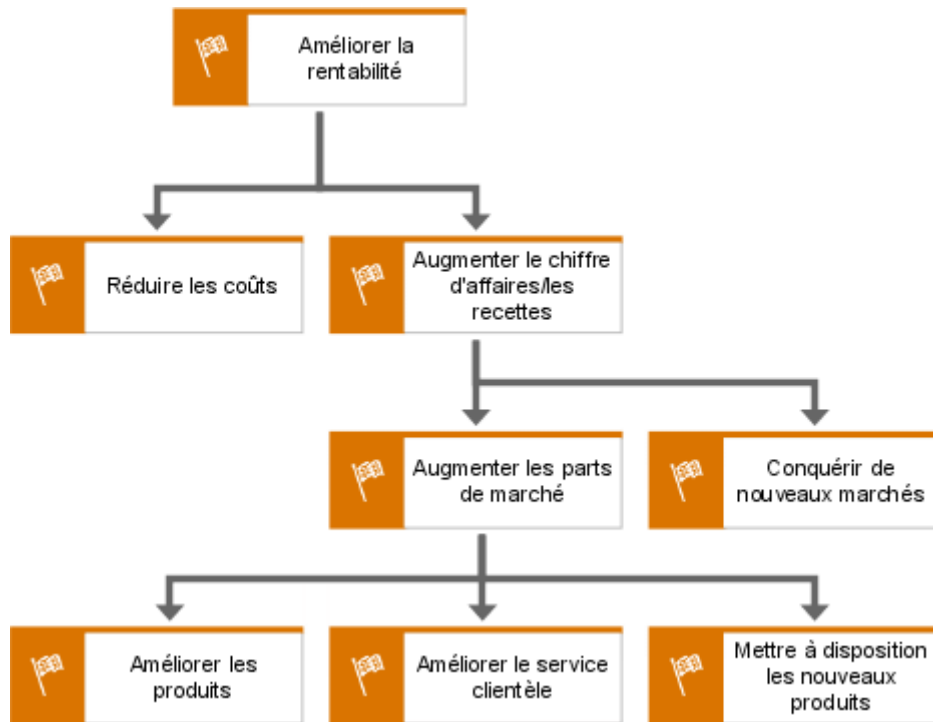 Améliorer la
rentabilité
Réduire les coûts
Augmenter le chiffre
d'affaires/les
recettes
Augmenter les parts
de marché
Conquérir de
nouveaux marchés
Améliorer les
produits
Améliorer le service
clientèle
Mettre à disposition
les nouveaux
produits